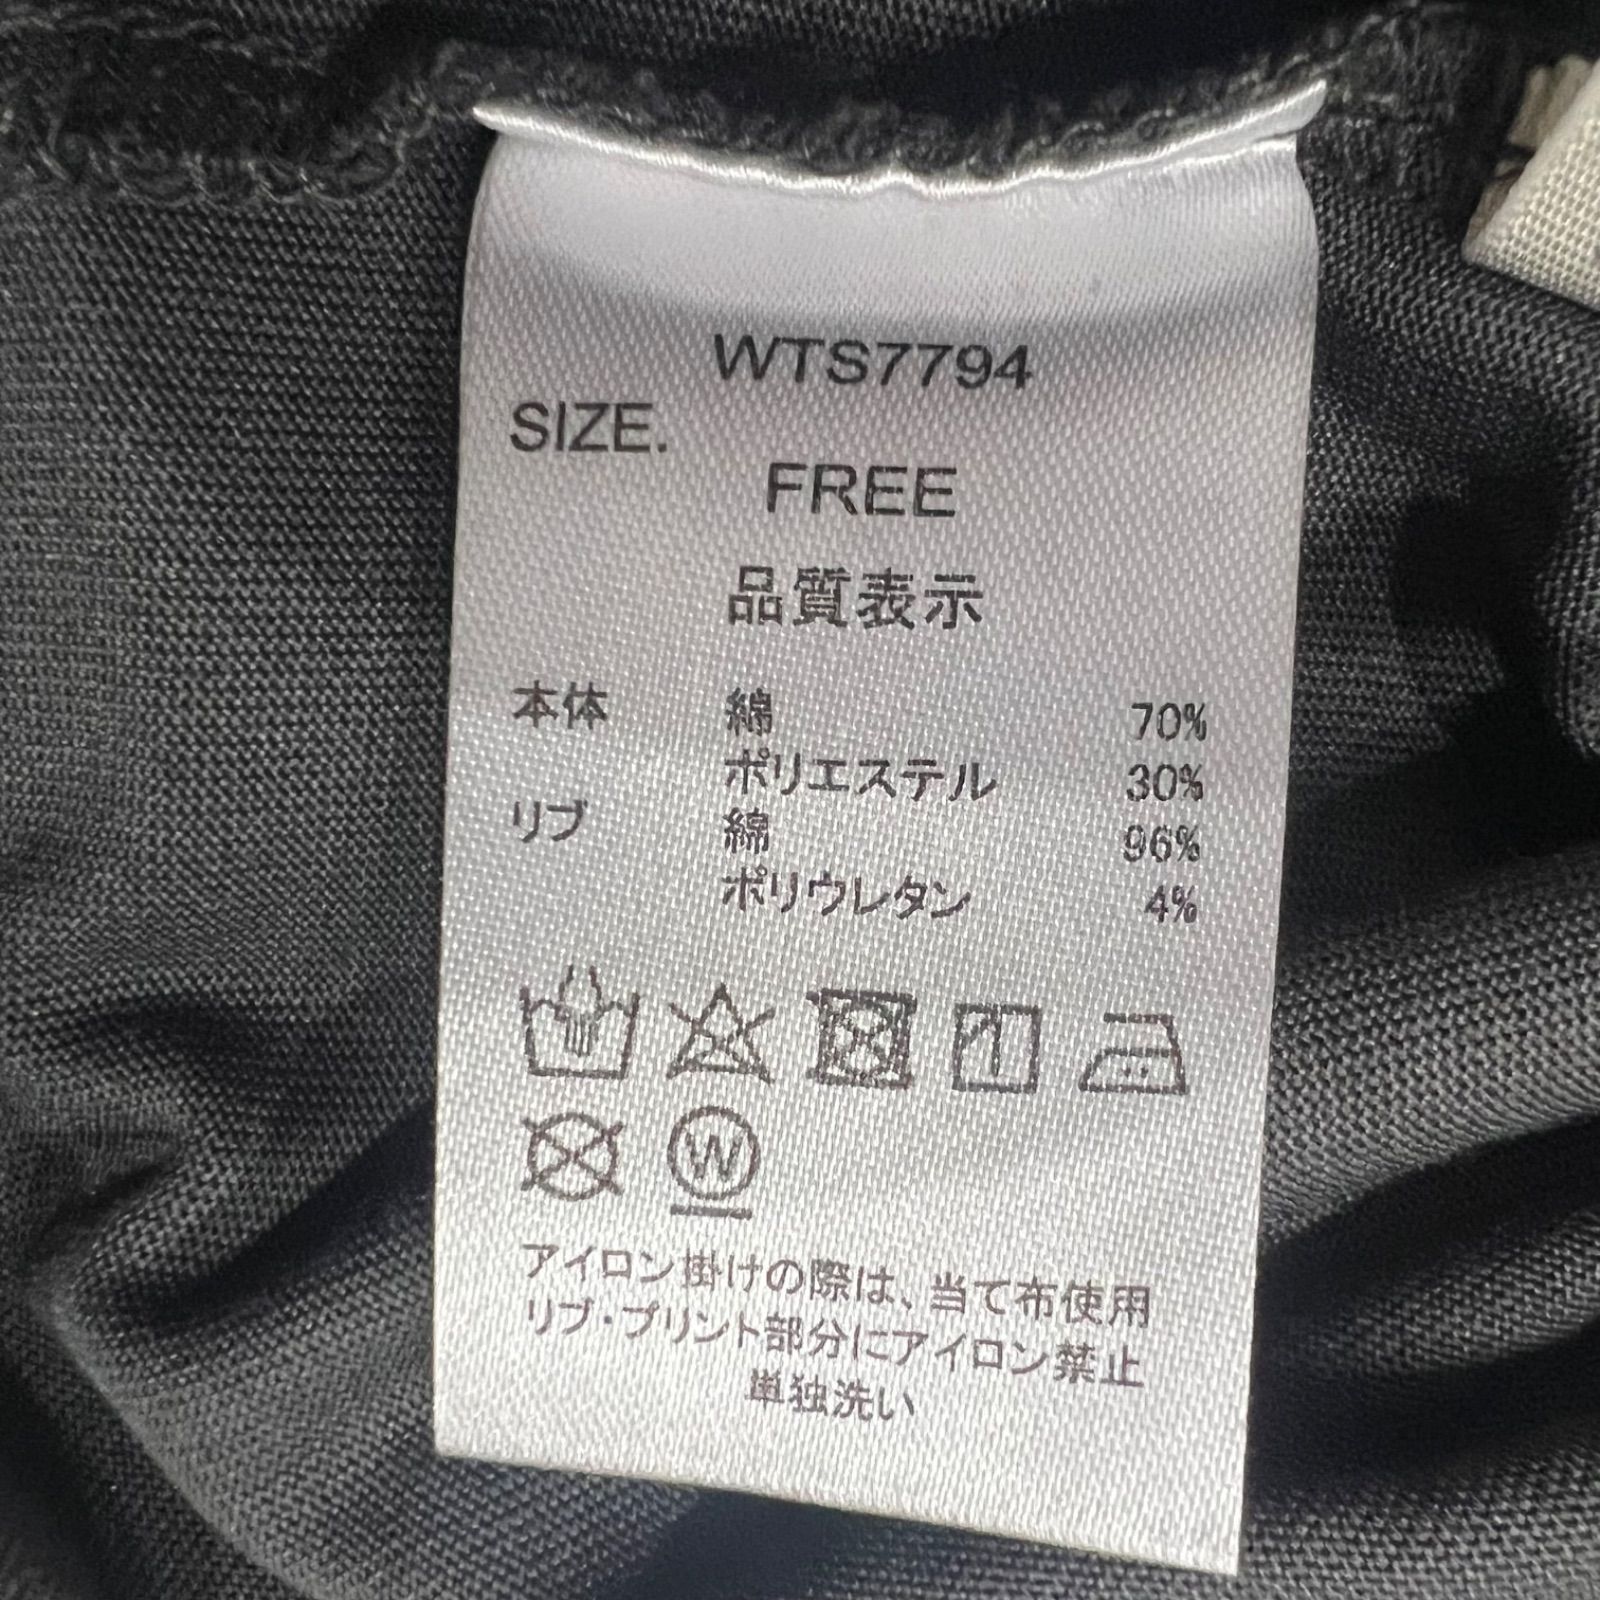 WTS7794
SIZE.
FREE
品質表示
本体 綿 70%
ポリエステル 30%
リブ 綿 96%
ポリウレタン 4%
W
アイロン掛けの際は、当て布使用
リブ・プリント部分にアイロン禁止
単独洗い